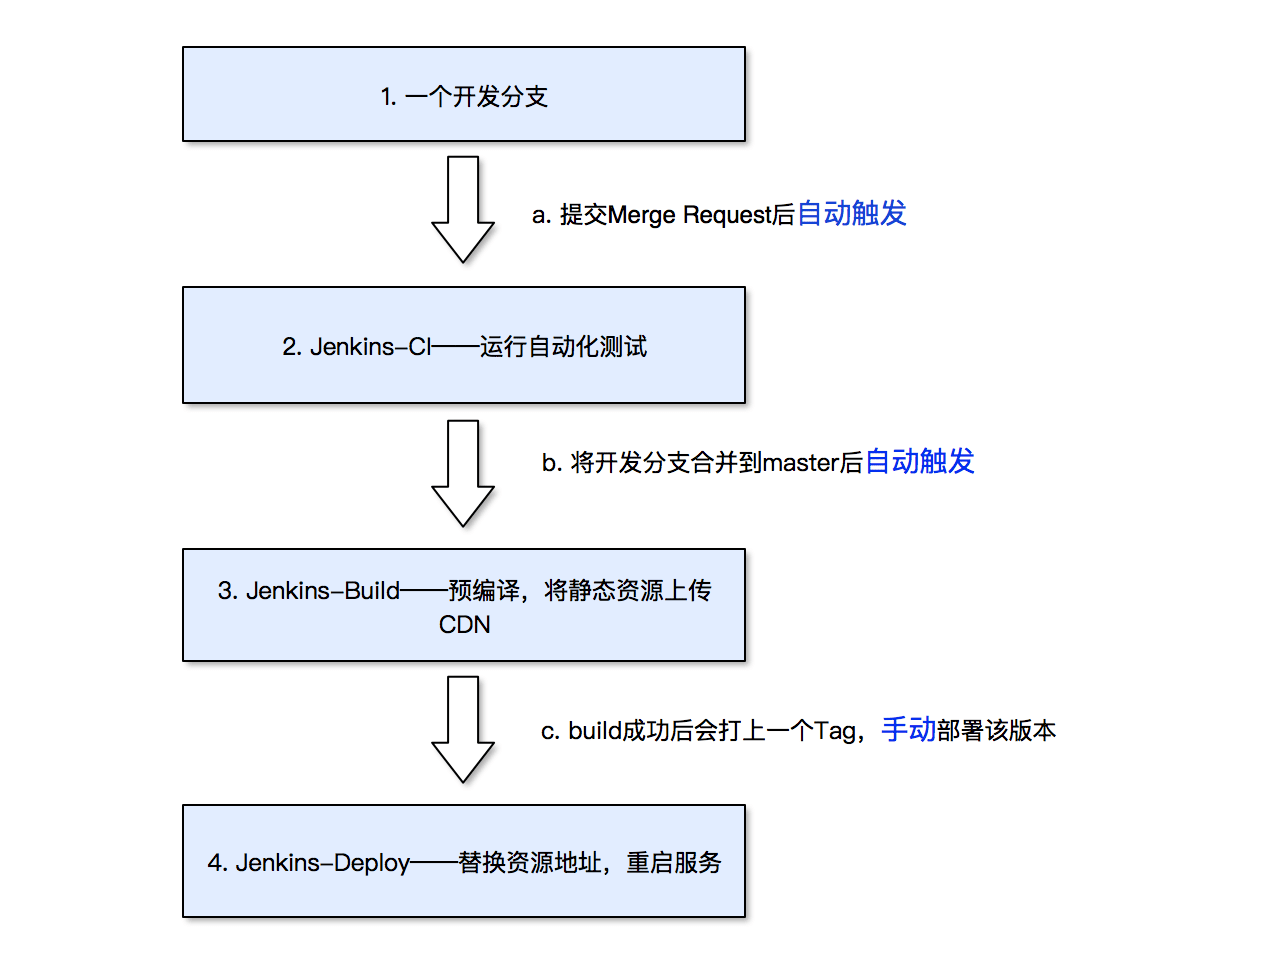 1. 一个开发分支
a. 提交Merge Request后自动触发
2. Jenkins-CI——运行自动化测试
b. 将开发分支合并到master后自动触发
3. Jenkins-Build——预编译，将静态资源上传
CDN
c. build成功后会打上一个Tag，手动部署该版本
4. Jenkins-Deploy——替换资源地址，重启服务